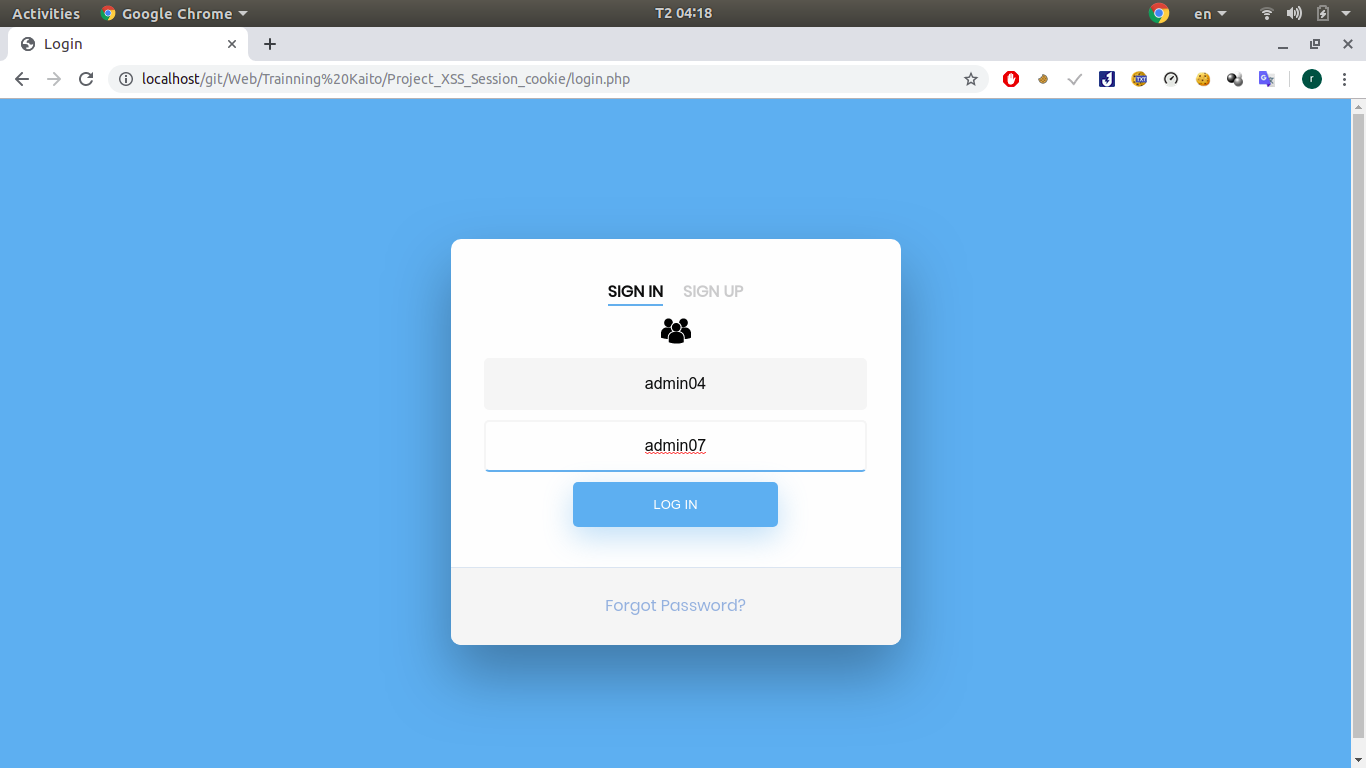 Activities Google Chrome T2 04:18 en
Login
localhost/git/Web/Trainning%20Kaito/Project_XSS_Session_cookie/login.php r
SIGN IN SIGN UP
admin04
admin07
LOG IN
Forgot Password?